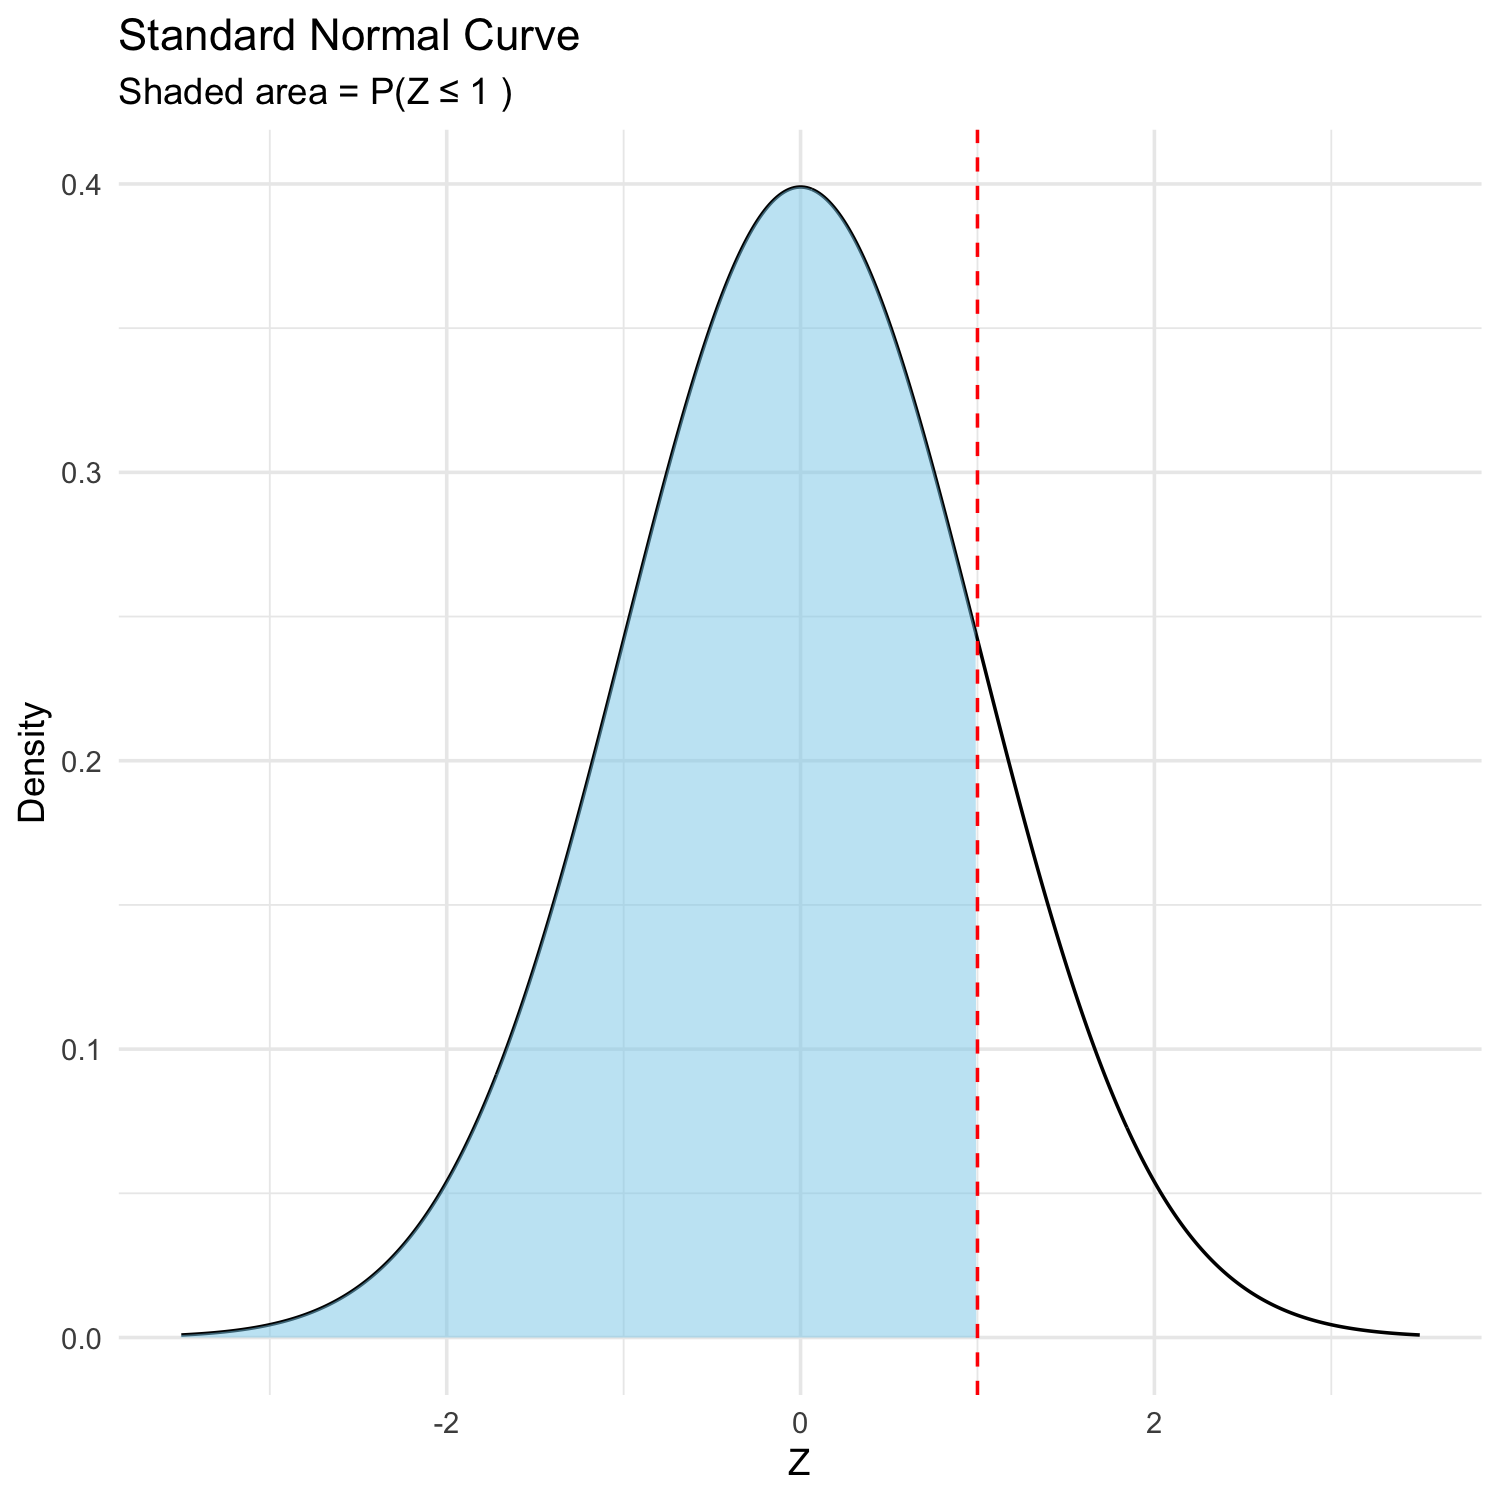 Standard Normal Curve
Shaded area = P(Z ≤ 1 )
0.4
0.3
0.2
0.1
0.0
Density
-2 0 2
Z